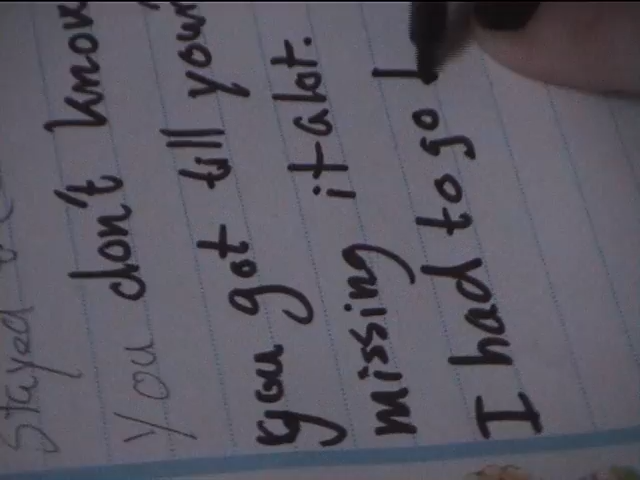 Stayed
You don't know
you got till your
missing it alot.
I had to go l